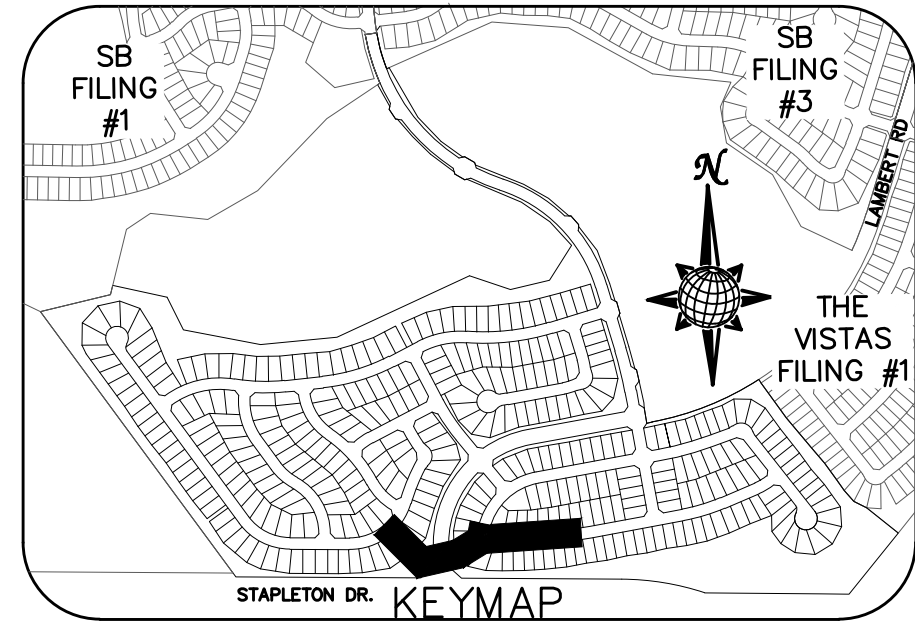 SB
FILING
#1
SB
FILING
#3
LAMBERT RD
N
THE
VISTAS
FILING #1
STAPLETON DR.
KEYMAP